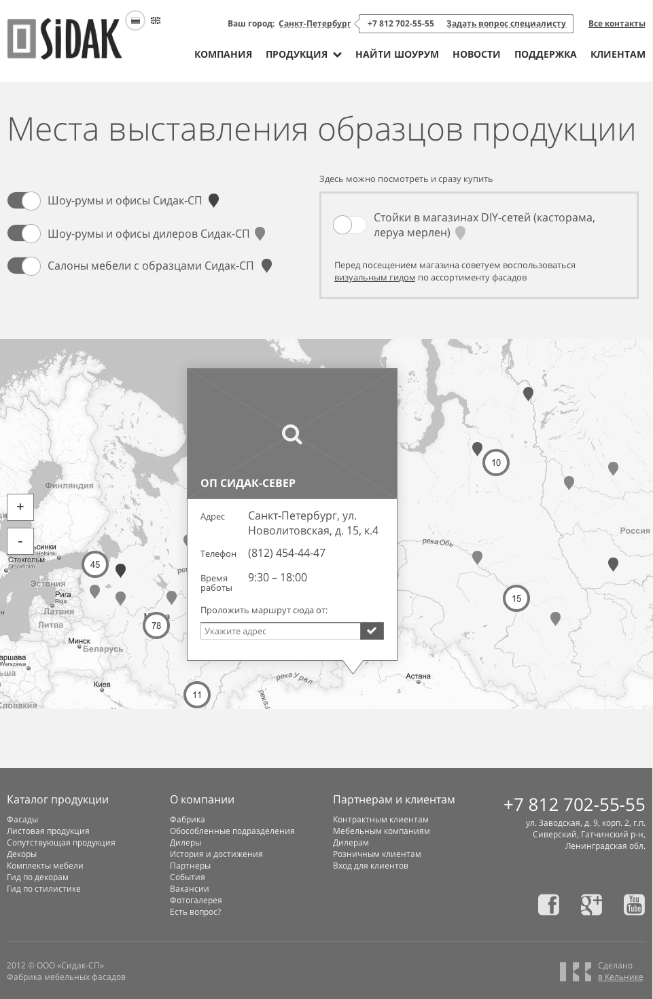 SiDAK
Ваш город: Санкт-Петербург
+7 812 702-55-55 Задать вопрос специалисту
Все контакты
КОМПАНИЯ ПРОДУКЦИЯ НАЙТИ ШОУРУМ НОВОСТИ ПОДДЕРЖКА КЛИЕНТАМ
Места выставления образцов продукции
Шоу-румы и офисы Сидак-СП
Шоу-румы и офисы дилеров Сидак-СП
Салоны мебели с образцами Сидак-СП
Здесь можно посмотреть и сразу купить
Стойки в магазинах DIY-сетей (касторама,
леруа мерлен)
Перед посещением магазина советуем воспользоваться
визуальным гидом по ассортименту фасадов
10
Финляндия
+
-
Россия
река Обь
Helsinki
Стокгольм
Stockholm
45
Эстония
Рига
Riga
Латвия
Литва
78
15
Минск
Беларусь
Warszawa
Киев
11
река Урал
Астана
Словакия
ОП СИДАК-СЕВЕР
Адрес Санкт-Петербург, ул.
Новолитовская, д. 15, к.4
Телефон (812) 454-44-47
Время 9:30 – 18:00
работы
Проложить маршрут сюда от:
Укажите адрес
Каталог продукции
Фасады
Листовая продукция
Сопутствующая продукция
Декоры
Комплекты мебели
Гид по декорам
Гид по стилистике
О компании
Фабрика
Обособленные подразделения
Дилеры
История и достижения
Партнеры
События
Вакансии
Фотогалерея
Есть вопрос?
Партнерам и клиентам
Контрактным клиентам
Мебельным компаниям
Дилерам
Розничным клиентам
Вход для клиентов
+7 812 702-55-55
ул. Заводская, д. 9, корп. 2, г.п.
Сиверский, Гатчинский р-н,
Ленинградская обл.
You
Tube
2012 © ООО «Сидак-СП»
Фабрика мебельных фасадов
Сделано
в Кельнике